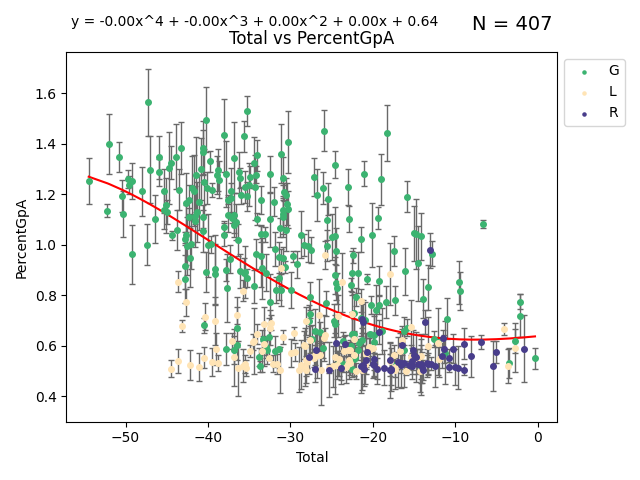 y = -0.00x^4 + -0.00x^3 + 0.00x^2 + 0.00x + 0.64
N = 407
Total vs PercentGpA
G
L
R
PercentGpA
1.6
1.4
1.2
1.0
0.8
0.6
0.4
−50 −40 −30 −20 −10 0
Total